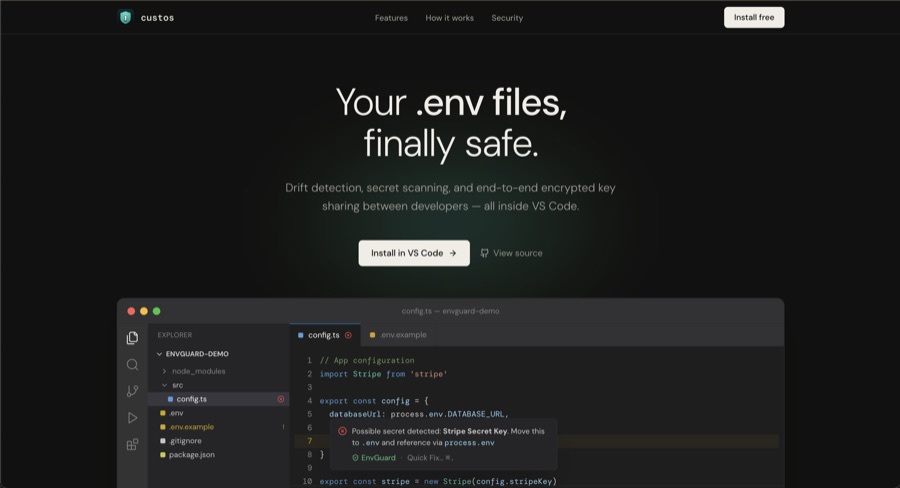 custos
Features
How it works
Security
Install free
Your .env files,
finally safe.
Drift detection, secret scanning, and end-to-end encrypted key
sharing between developers — all inside VS Code.
Install in VS Code →
View source
config.ts — envguard-demo
EXPLORER
ENVGUARD-DEMO
node_modules
src
config.ts
.env
.env.example
!
.gitignore
package.json
config.ts
.env.example
1 // App configuration
2 import Stripe from 'stripe'
3
4 export const config = {
5 databaseUrl: process.env.DATABASE_URL,
6
7
8 }
9
10 export const stripe = new Stripe(config.stripeKey)
Possible secret detected: Stripe Secret Key. Move this
to .env and reference via process.env
EnvGuard · Quick Fix… ⌘.